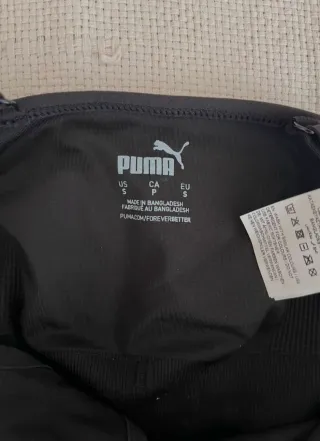 PUMA
US CA EU
S P S
MADE IN BANGLADESH
FABRIQUÉ AU BANGLADESH
PUMA.COM/FOREVERBETTER